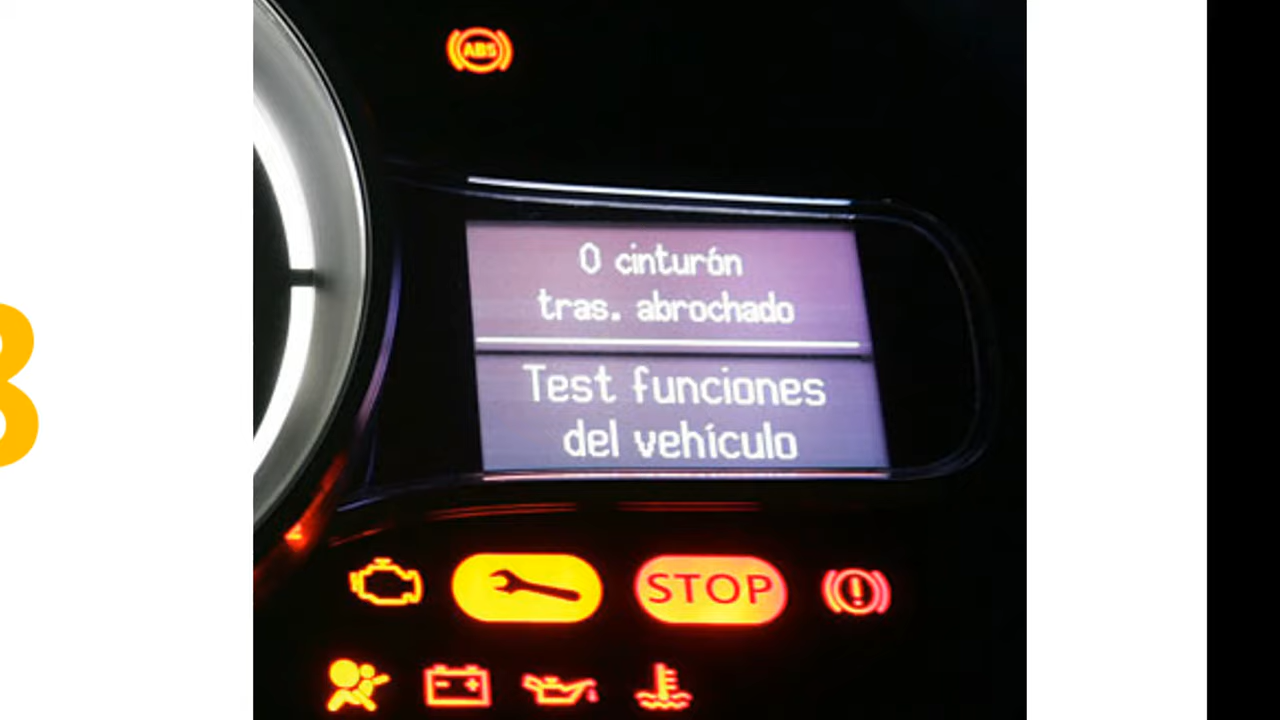 ABS
0 cinturón
tras. abrochado
Test funciones
del vehículo
STOP